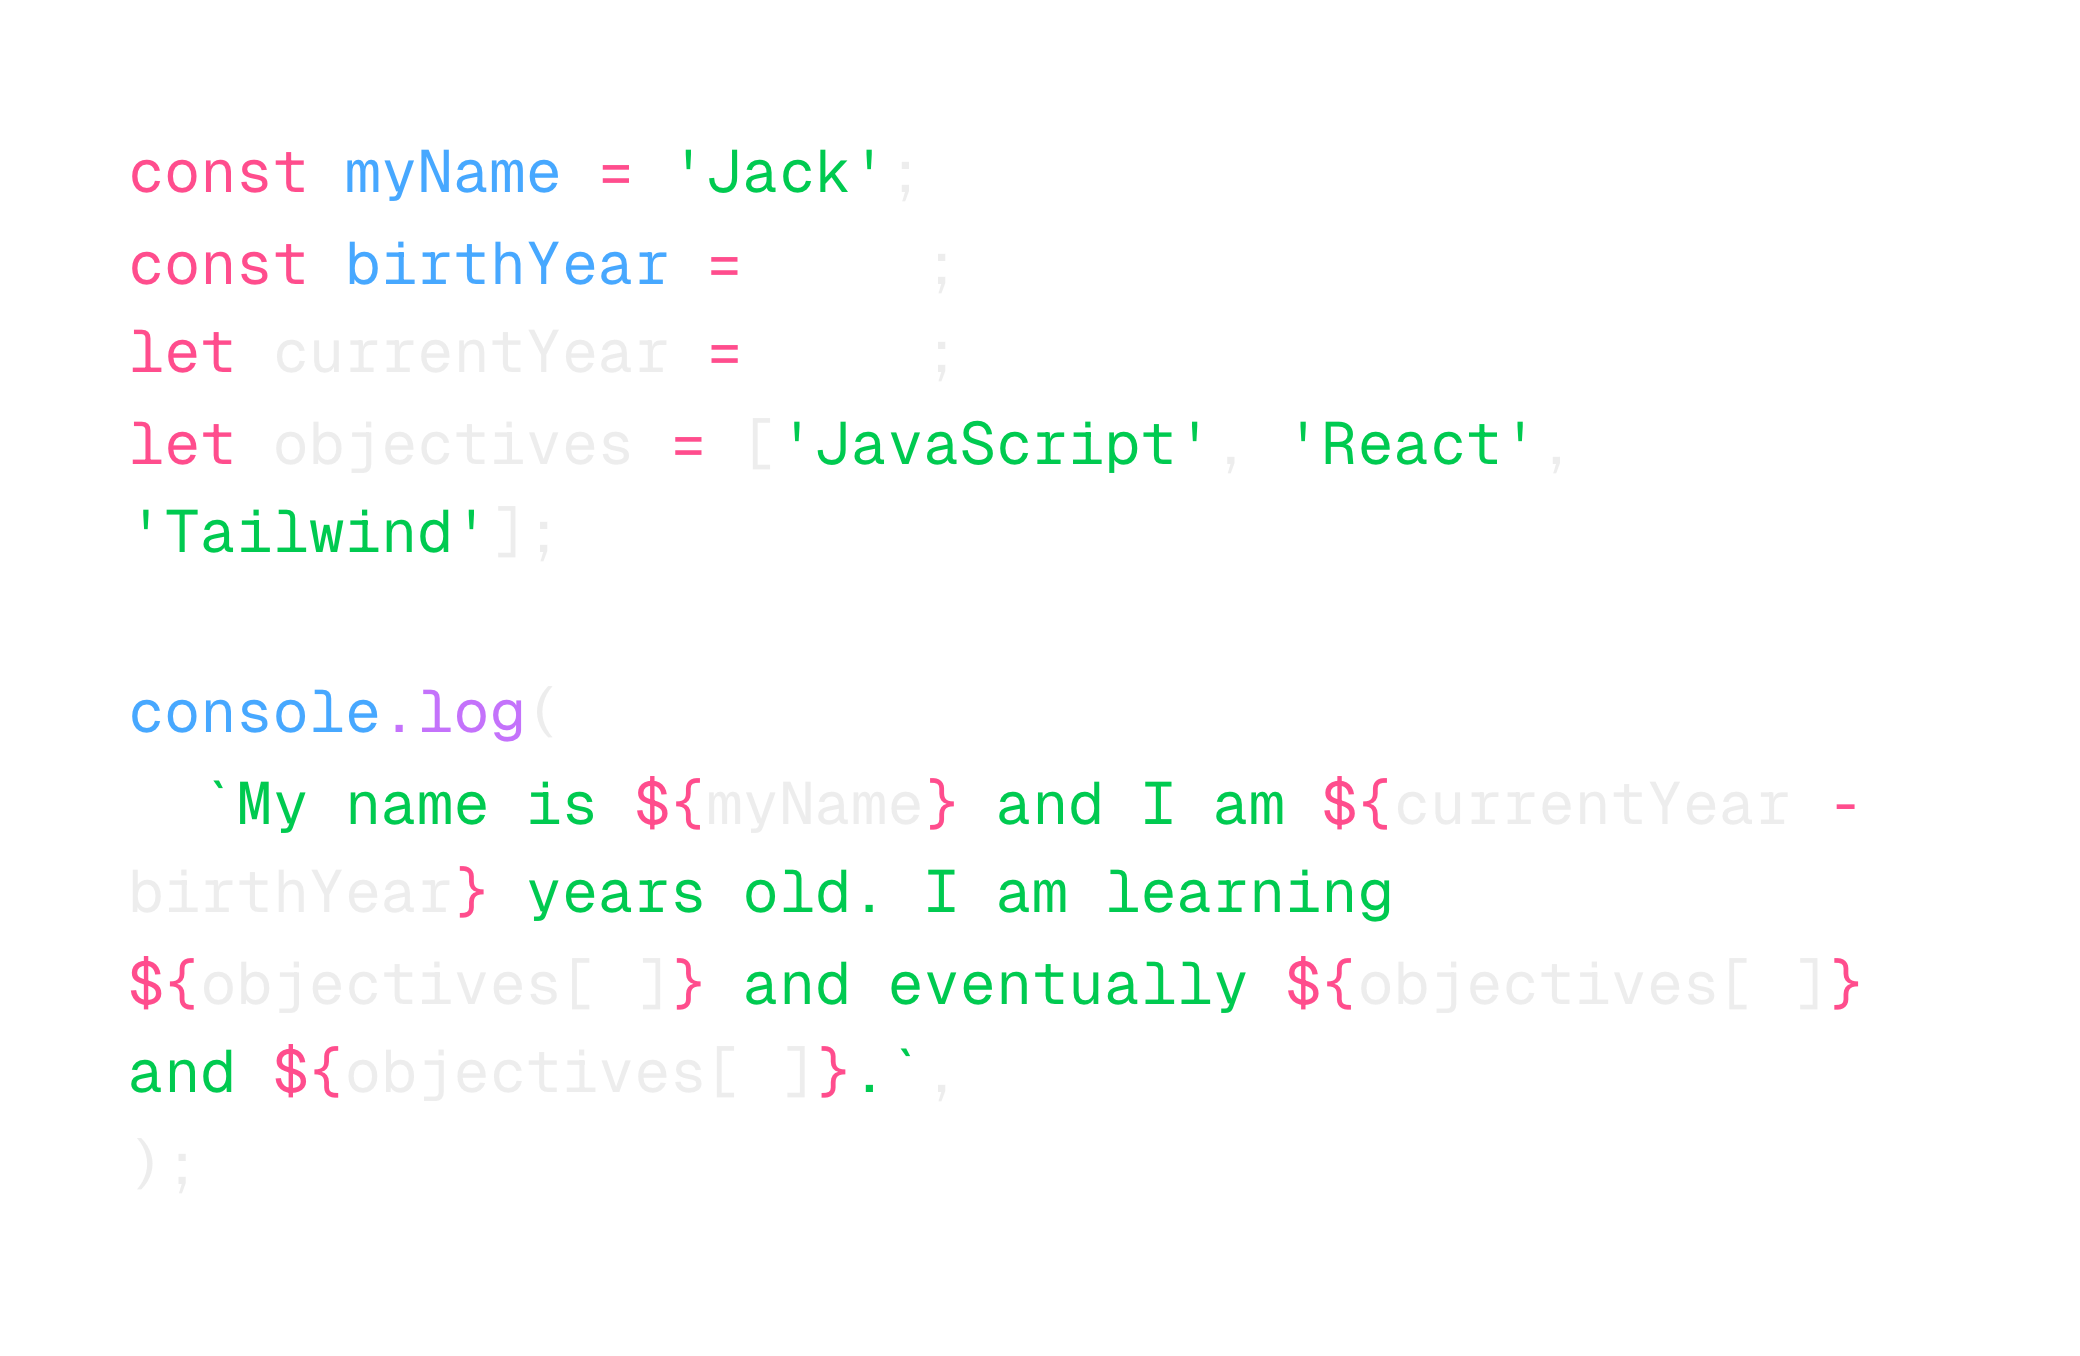 const myName = 'Jack';
const birthYear =     ;
let currentYear =     ;
let objectives = ['JavaScript', 'React',
'Tailwind'];
console.log(
  `My name is ${myName} and I am ${currentYear -
birthYear} years old. I am learning
${objectives[ ]} and eventually ${objectives[ ]}
and ${objectives[ ]}.`,
);